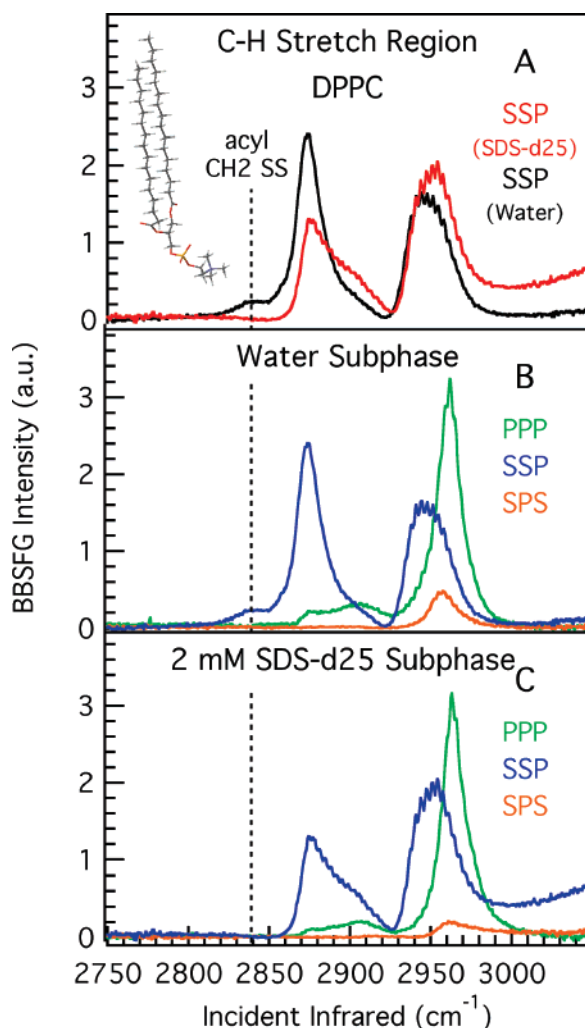 C-H Stretch Region
DPPC
A
SSP
(SDS-d25)
SSP
(Water)
acyl
CH2 SS
3
2
1
0
Water Subphase
B
PPP
SSP
SPS
3
2
1
0
2 mM SDS-d25 Subphase
C
PPP
SSP
SPS
3
2
1
0
BBSFG Intensity (a.u.)
2750 2800 2850 2900 2950 3000
Incident Infrared (cm⁻¹)